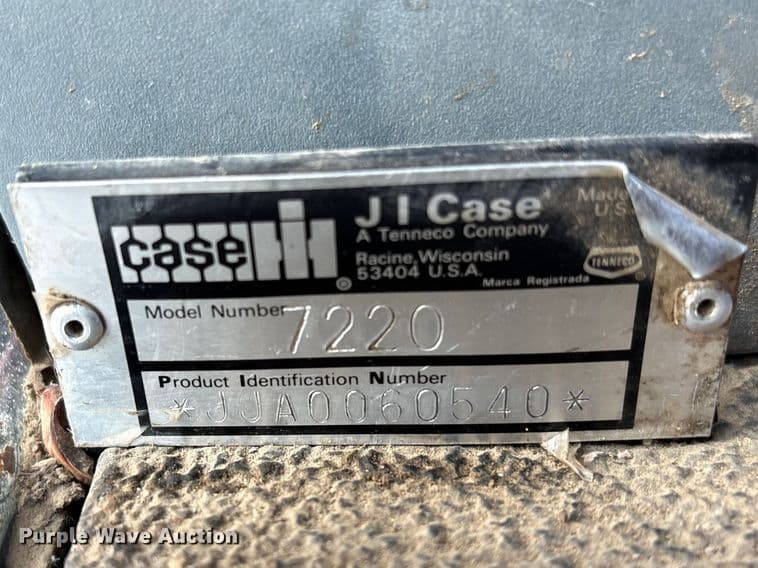 case IH
J I Case
A Tenneco Company
Racine, Wisconsin
53404 U.S.A.
Made
U.S.
TENNECO
Marca Registrada
Model Number 7220
Product Identification Number
*JJA0060540*
Purple Wave Auction